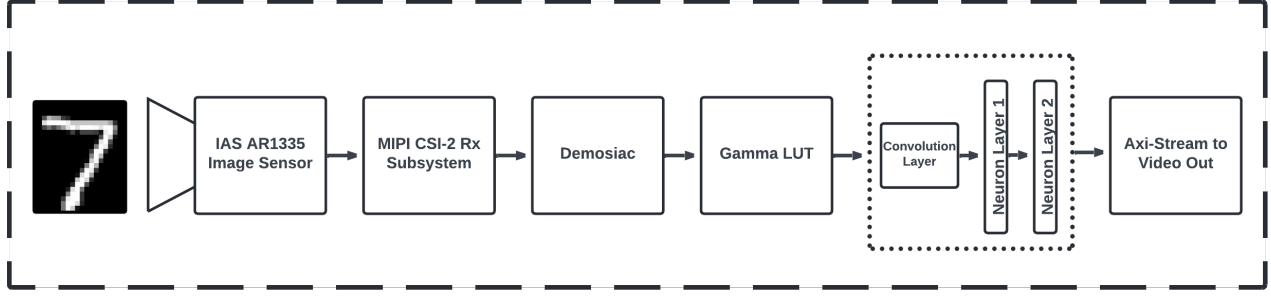 IAS AR1335
Image Sensor
MIPI CSI-2 Rx
Subsystem
Demosiac
Gamma LUT
Convolution
Layer
Neuron Layer 1
Neuron Layer 2
Axi-Stream to
Video Out
7